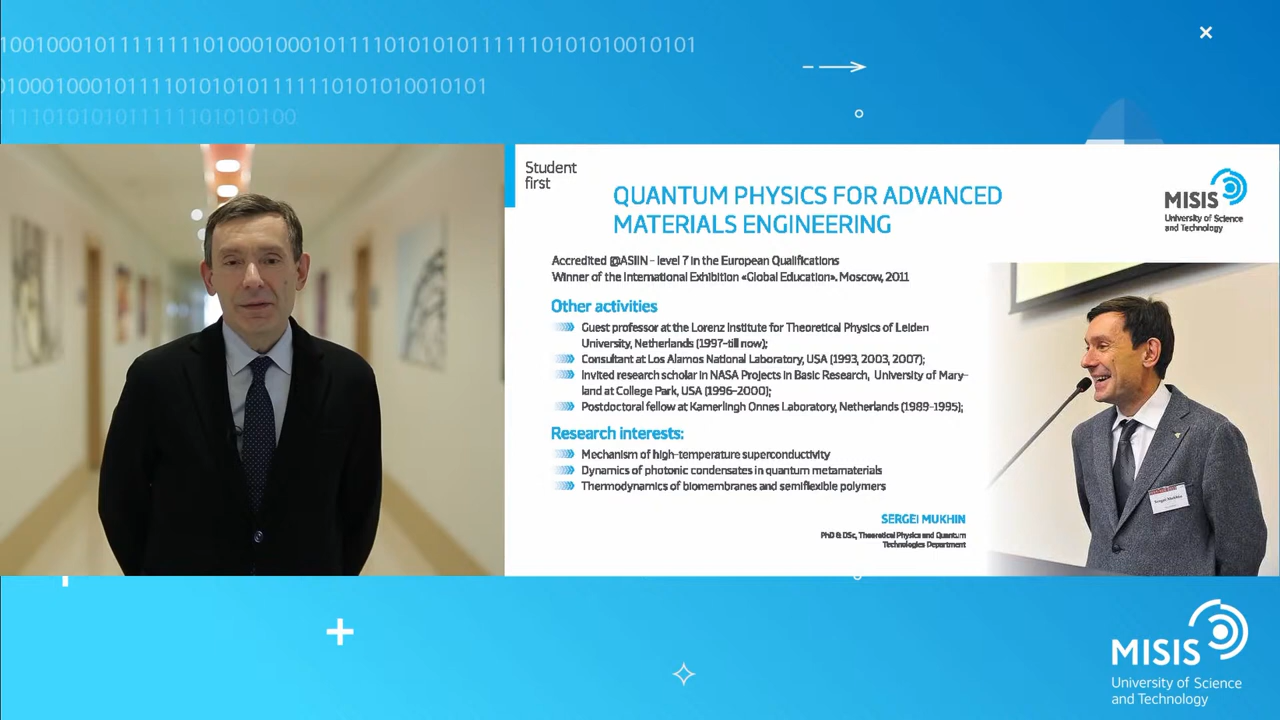 10010001011111111010001000101111010101011111101010100​10101
01000100010111101010101111110101010010101
1111010101011111101010100
Student
first
QUANTUM PHYSICS FOR ADVANCED
MATERIALS ENGINEERING
MISIS
University of Science
and Technology
Accredited @ASIIN - level 7 in the European Qualifications
Winner of the International Exhibition «Global Education». Moscow, 2011
Other activities
Guest professor at the Lorenz Institute for Theoretical Physics of Leiden
University, Netherlands (1997-till now);
Consultant at Los Alamos National Laboratory, USA (1993, 2003, 2007);
Invited research scholar in NASA Projects in Basic Research, University of Mary-
land at College Park, USA (1996-2000);
Postdoctoral fellow at Kamerlingh Onnes Laboratory, Netherlands (1989-1995);
Research interests:
Mechanism of high-temperature superconductivity
Dynamics of photonic condensates in quantum metamaterials
Thermodynamics of biomembranes and semiflexible polymers
SERGEI MUKHIN
PhD & DSc, Theoretical Physics and Quantum
Technologies Department
Sergei Mukhin
MISIS
University of Science
and Technology